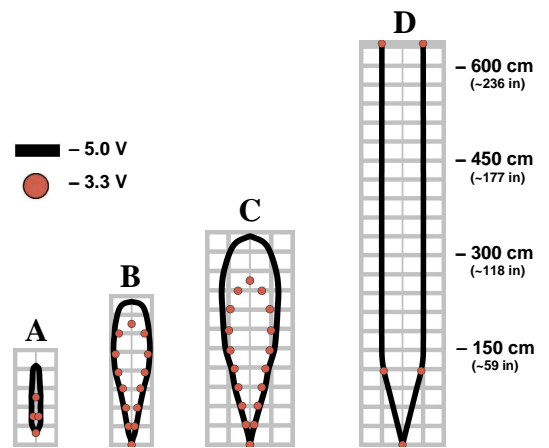 D
– 600 cm
(~236 in)
– 5.0 V
– 3.3 V
– 450 cm
(~177 in)
C
B
– 300 cm
(~118 in)
A
– 150 cm
(~59 in)